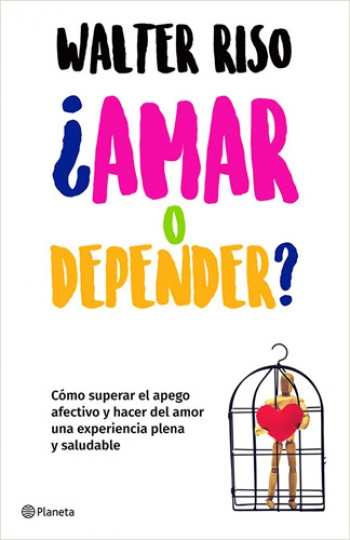 WALTER RISO
¿AMAR
O
DEPENDER?
Cómo superar el apego
afectivo y hacer del amor
una experiencia plena
y saludable
Planeta